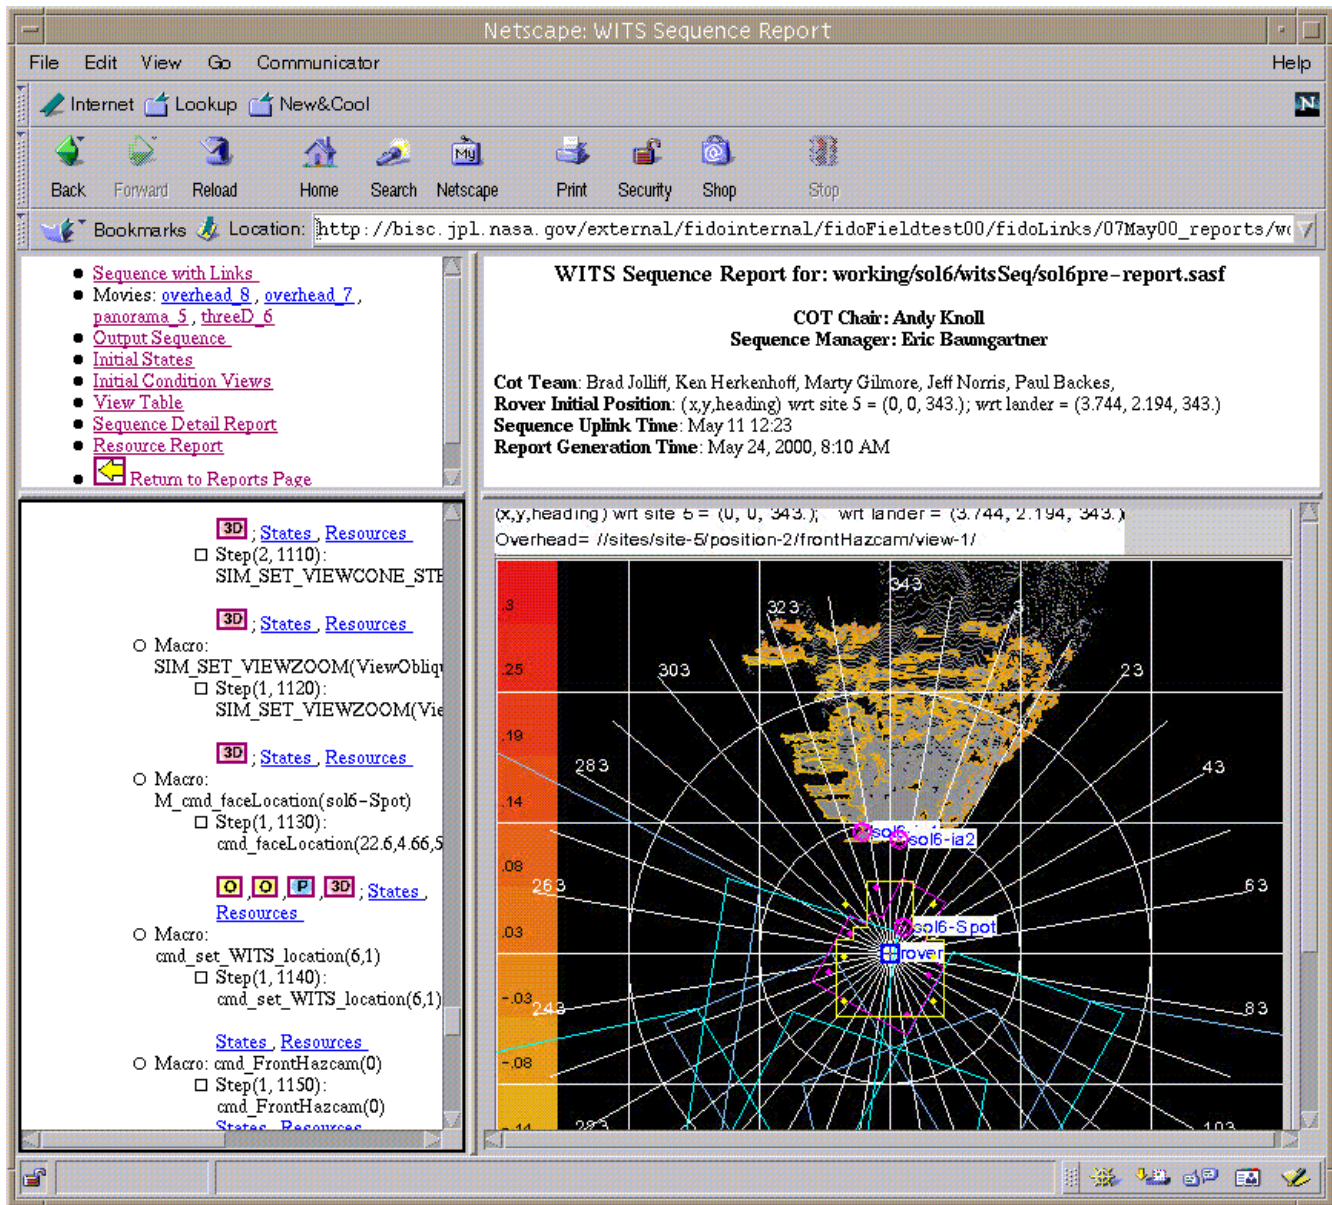 Netscape: WITS Sequence Report
File Edit View Go Communicator Help
Internet Lookup New&Cool
N
My
Back Forward Reload Home Search Netscape Print Security Shop Stop
Bookmarks Location: http://bisc.jpl.nasa.gov/external/fidointernal/fidoFieldtest00/fidoLinks/07May00_reports/wo
Sequence with Links
Movies: overhead_8 , overhead_7 ,
panorama_5 , threeD_6
Output Sequence
Initial States
Initial Condition Views
View Table
Sequence Detail Report
Resource Report
Return to Reports Page
WITS Sequence Report for: working/sol6/witsSeq/sol6pre-report.sasf
COT Chair: Andy Knoll
Sequence Manager: Eric Baumgartner
Cot Team: Brad Jolliff, Ken Herkenhoff, Marty Gilmore, Jeff Norris, Paul Backes,
Rover Initial Position: (x,y,heading) wrt site 5 = (0, 0, 343.); wrt lander = (3.744, 2.194, 343.)
Sequence Uplink Time: May 11 12:23
Report Generation Time: May 24, 2000, 8:10 AM
3D ; States , Resources
Step(2, 1110):
SIM_SET_VIEWCONE_STE
3D ; States , Resources
Macro:
SIM_SET_VIEWZOOM(ViewObliq
Step(1, 1120):
SIM_SET_VIEWZOOM(Vie
3D ; States , Resources
Macro:
M_cmd_faceLocation(sol6-Spot)
Step(1, 1130):
cmd_faceLocation(22.6,4.66,5
O , O , P , 3D ; States ,
Resources
Macro:
cmd_set_WITS_location(6,1)
Step(1, 1140):
cmd_set_WITS_location(6,1)
States , Resources
Macro: cmd_FrontHazcam(0)
Step(1, 1150):
cmd_FrontHazcam(0)
States , Resources
(x,y,heading) wrt site 5 = (0, 0, 343.); wrt lander = (3.744, 2.194, 343.)
Overhead= //sites/site-5/position-2/frontHazcam/view-1/
343
.3 323 3
.25 303 23
.19
283 43
.14
sol6-ia2
.08
263 63
.03 sol6-Spot
rover
-.03 243 83
-.08
-.14 223 103